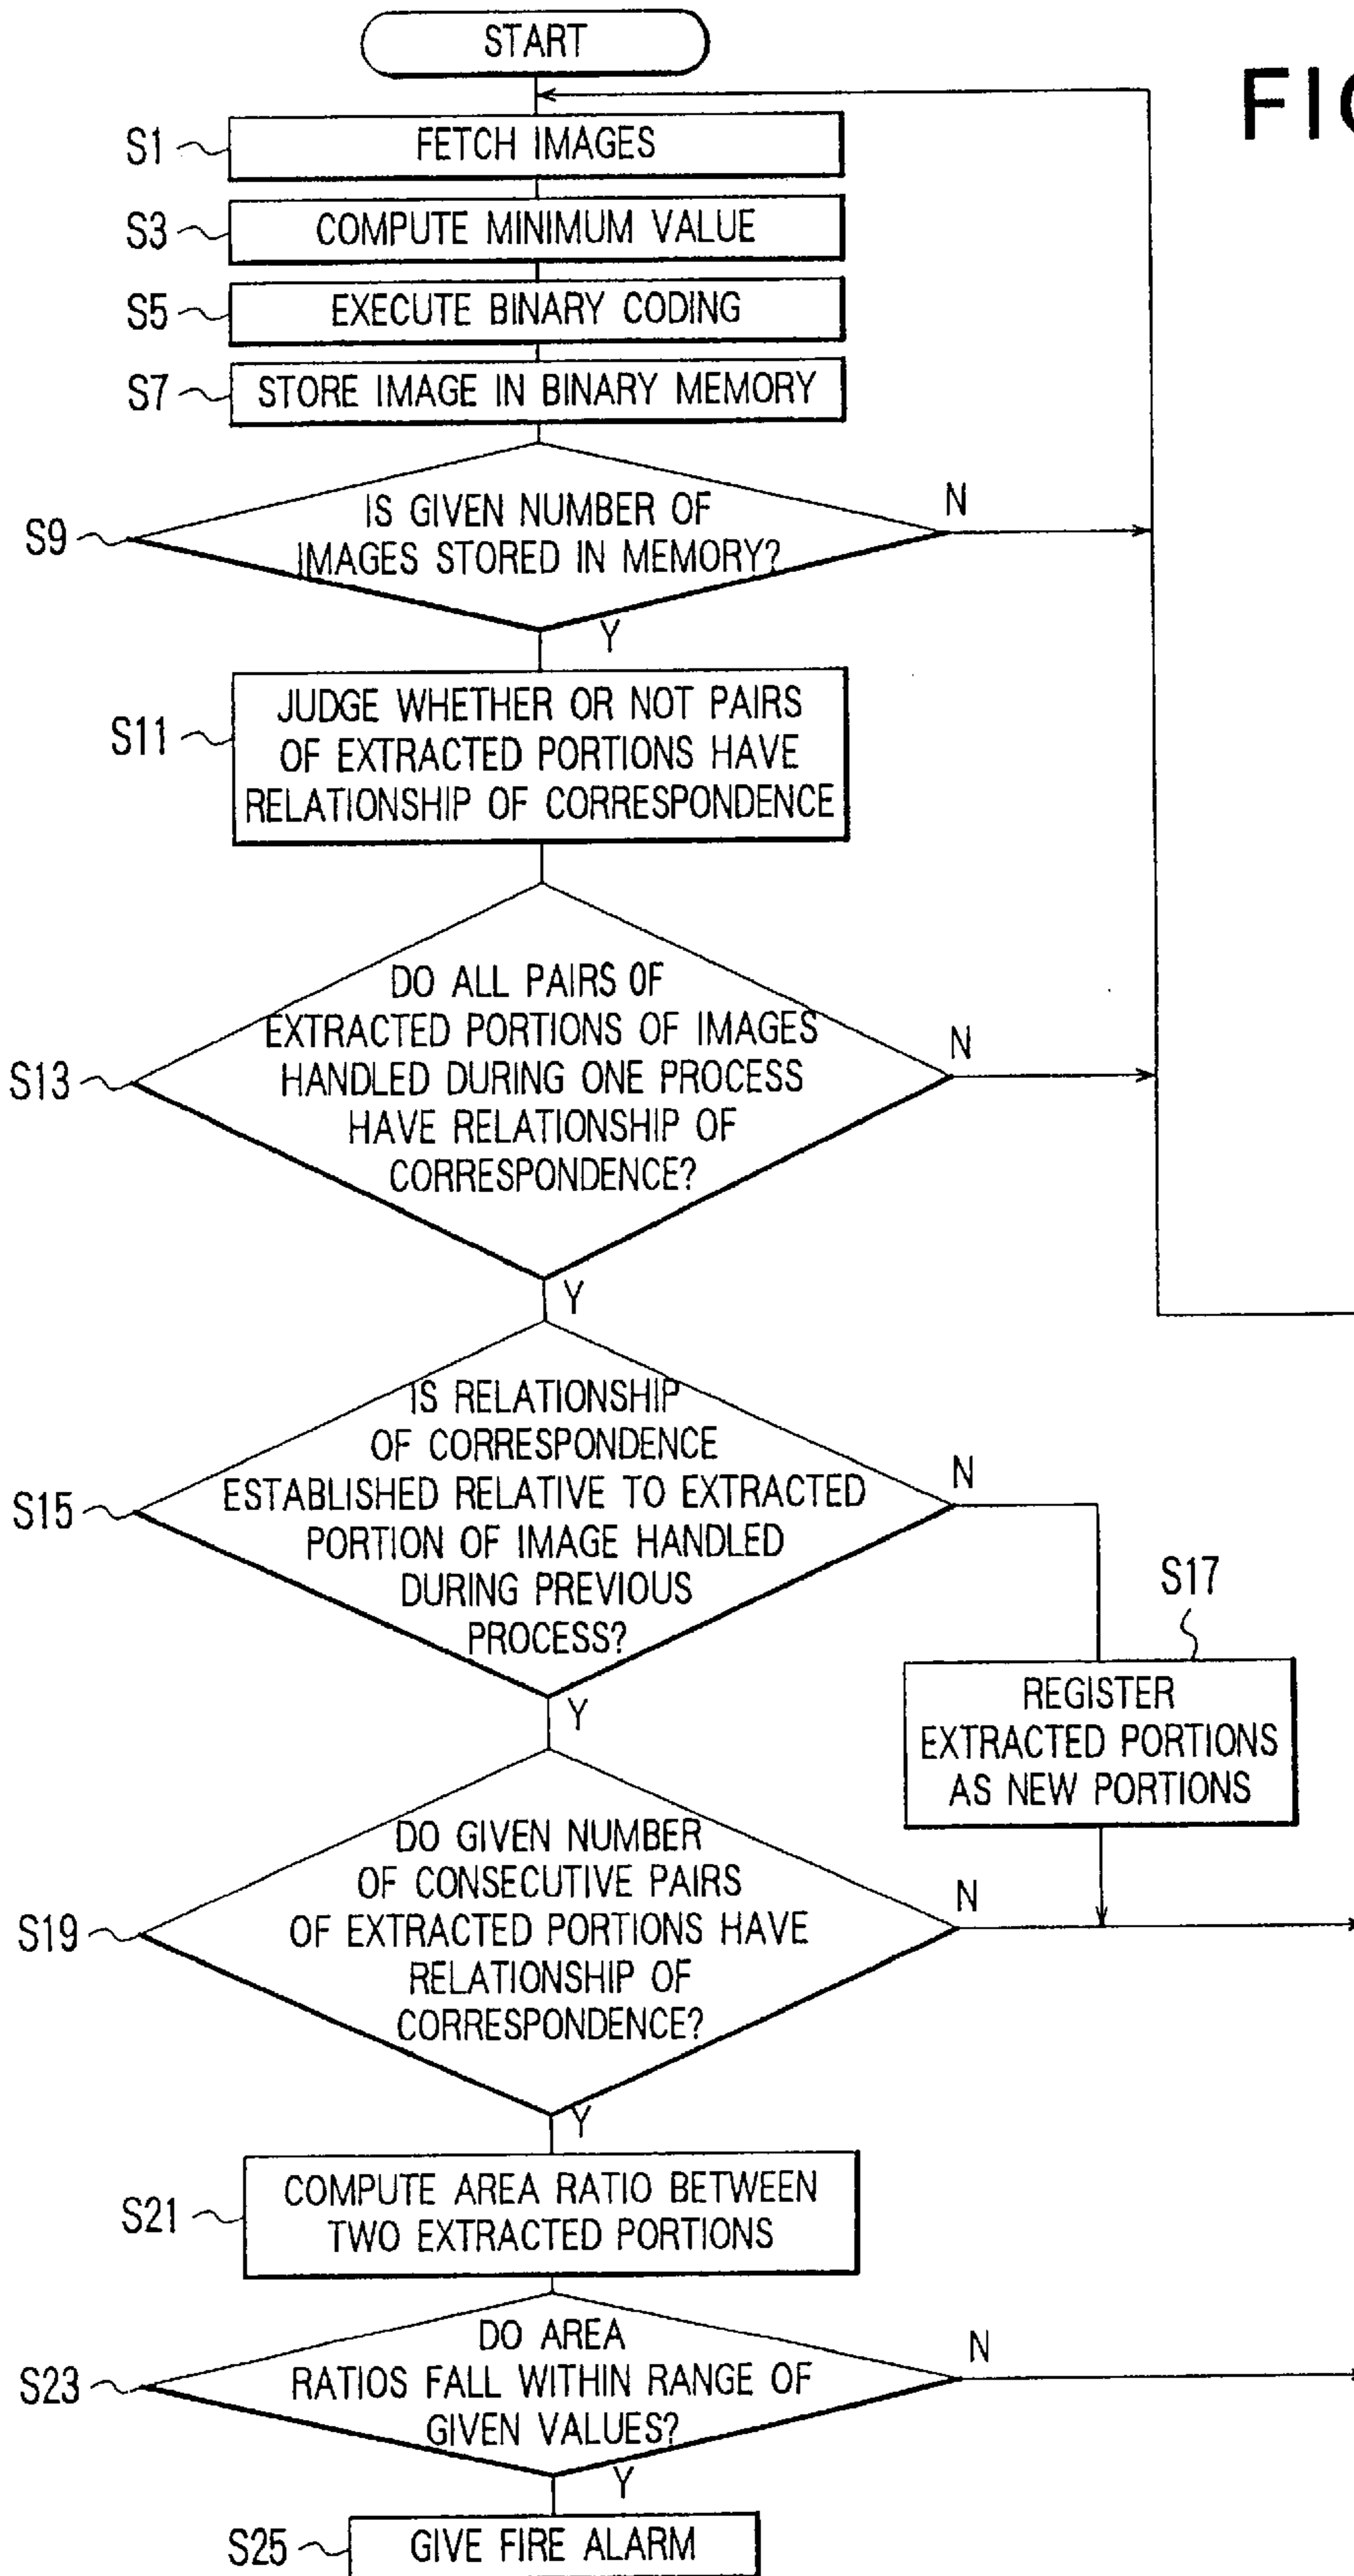 START
FIG
S1
FETCH IMAGES
S3
COMPUTE MINIMUM VALUE
S5
EXECUTE BINARY CODING
S7
STORE IMAGE IN BINARY MEMORY
S9
IS GIVEN NUMBER OF
IMAGES STORED IN MEMORY?
N
Y
S11
JUDGE WHETHER OR NOT PAIRS
OF EXTRACTED PORTIONS HAVE
RELATIONSHIP OF CORRESPONDENCE
S13
DO ALL PAIRS OF
EXTRACTED PORTIONS OF IMAGES
HANDLED DURING ONE PROCESS
HAVE RELATIONSHIP OF
CORRESPONDENCE?
N
Y
S15
IS RELATIONSHIP
OF CORRESPONDENCE
ESTABLISHED RELATIVE TO EXTRACTED
PORTION OF IMAGE HANDLED
DURING PREVIOUS
PROCESS?
N
Y
S17
REGISTER
EXTRACTED PORTIONS
AS NEW PORTIONS
S19
DO GIVEN NUMBER
OF CONSECUTIVE PAIRS
OF EXTRACTED PORTIONS HAVE
RELATIONSHIP OF
CORRESPONDENCE?
N
Y
S21
COMPUTE AREA RATIO BETWEEN
TWO EXTRACTED PORTIONS
S23
DO AREA
RATIOS FALL WITHIN RANGE OF
GIVEN VALUES?
N
Y
S25
GIVE FIRE ALARM